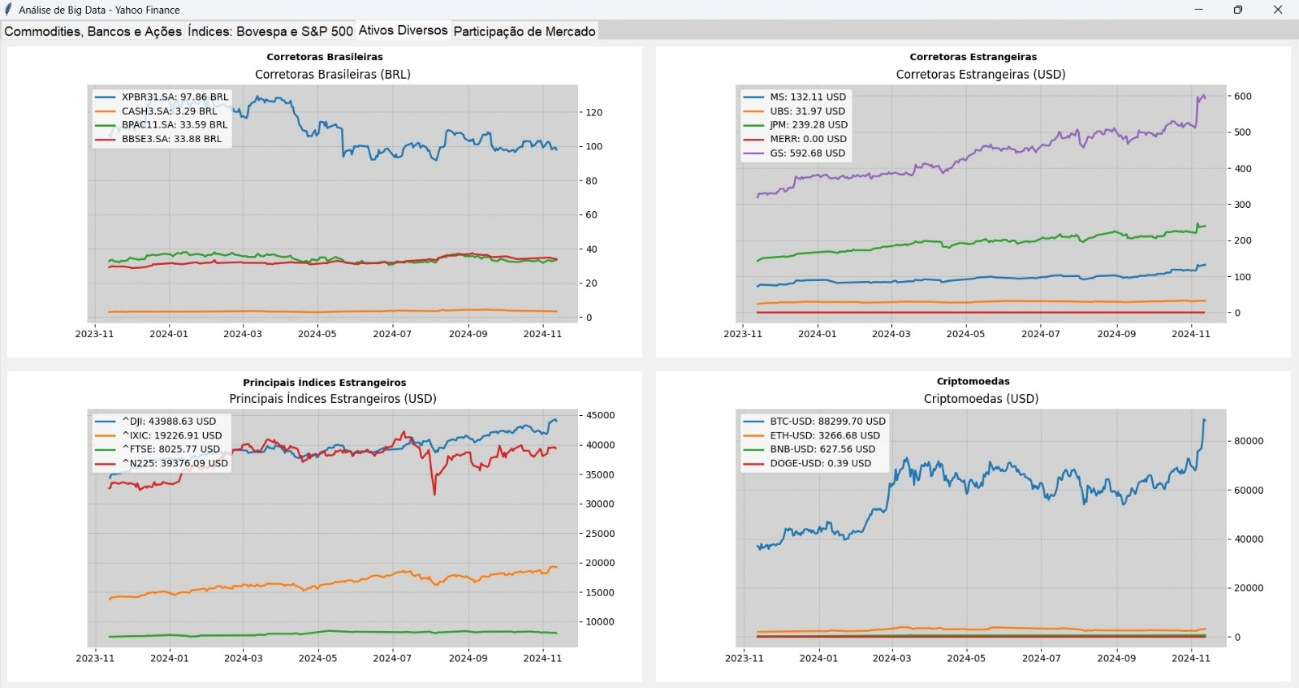 Análise de Big Data - Yahoo Finance
Commodities, Bancos e Ações Índices: Bovespa e S&P 500 Ativos Diversos Participação de Mercado
Corretoras Brasileiras
Corretoras Brasileiras (BRL)
XPBR31.SA: 97.86 BRL
CASH3.SA: 3.29 BRL
BPAC11.SA: 33.59 BRL
BBSE3.SA: 33.88 BRL
120
100
80
60
40
20
0
2023-11 2024-01 2024-03 2024-05 2024-07 2024-09 2024-11
Corretoras Estrangeiras
Corretoras Estrangeiras (USD)
MS: 132.11 USD
UBS: 31.97 USD
JPM: 239.28 USD
MERR: 0.00 USD
GS: 592.68 USD
600
500
400
300
200
100
0
2023-11 2024-01 2024-03 2024-05 2024-07 2024-09 2024-11
Principais Índices Estrangeiros
Principais Índices Estrangeiros (USD)
^DJI: 43988.63 USD
^IXIC: 19226.91 USD
^FTSE: 8025.77 USD
^N225: 39376.09 USD
45000
40000
35000
30000
25000
20000
15000
10000
2023-11 2024-01 2024-03 2024-05 2024-07 2024-09 2024-11
Criptomoedas
Criptomoedas (USD)
BTC-USD: 88299.70 USD
ETH-USD: 3266.68 USD
BNB-USD: 627.56 USD
DOGE-USD: 0.39 USD
80000
60000
40000
20000
0
2023-11 2024-01 2024-03 2024-05 2024-07 2024-09 2024-11